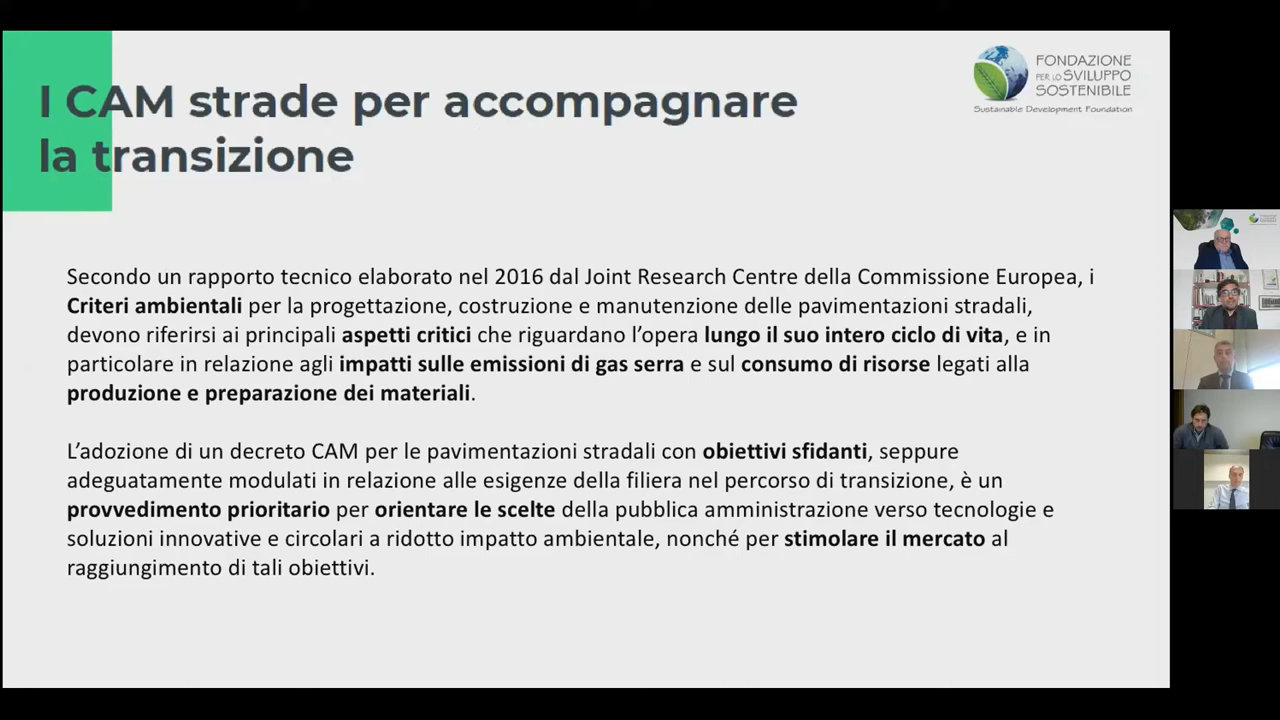 I CAM strade per accompagnare
la transizione
FONDAZIONE
PER LO SVILUPPO
SOSTENIBILE
Sustainable Development Foundation
Secondo un rapporto tecnico elaborato nel 2016 dal Joint Research Centre della Commissione Europea, i
Criteri ambientali per la progettazione, costruzione e manutenzione delle pavimentazioni stradali,
devono riferirsi ai principali aspetti critici che riguardano l’opera lungo il suo intero ciclo di vita, e in
particolare in relazione agli impatti sulle emissioni di gas serra e sul consumo di risorse legati alla
produzione e preparazione dei materiali.
L’adozione di un decreto CAM per le pavimentazioni stradali con obiettivi sfidanti, seppure
adeguatamente modulati in relazione alle esigenze della filiera nel percorso di transizione, è un
provvedimento prioritario per orientare le scelte della pubblica amministrazione verso tecnologie e
soluzioni innovative e circolari a ridotto impatto ambientale, nonché per stimolare il mercato al
raggiungimento di tali obiettivi.